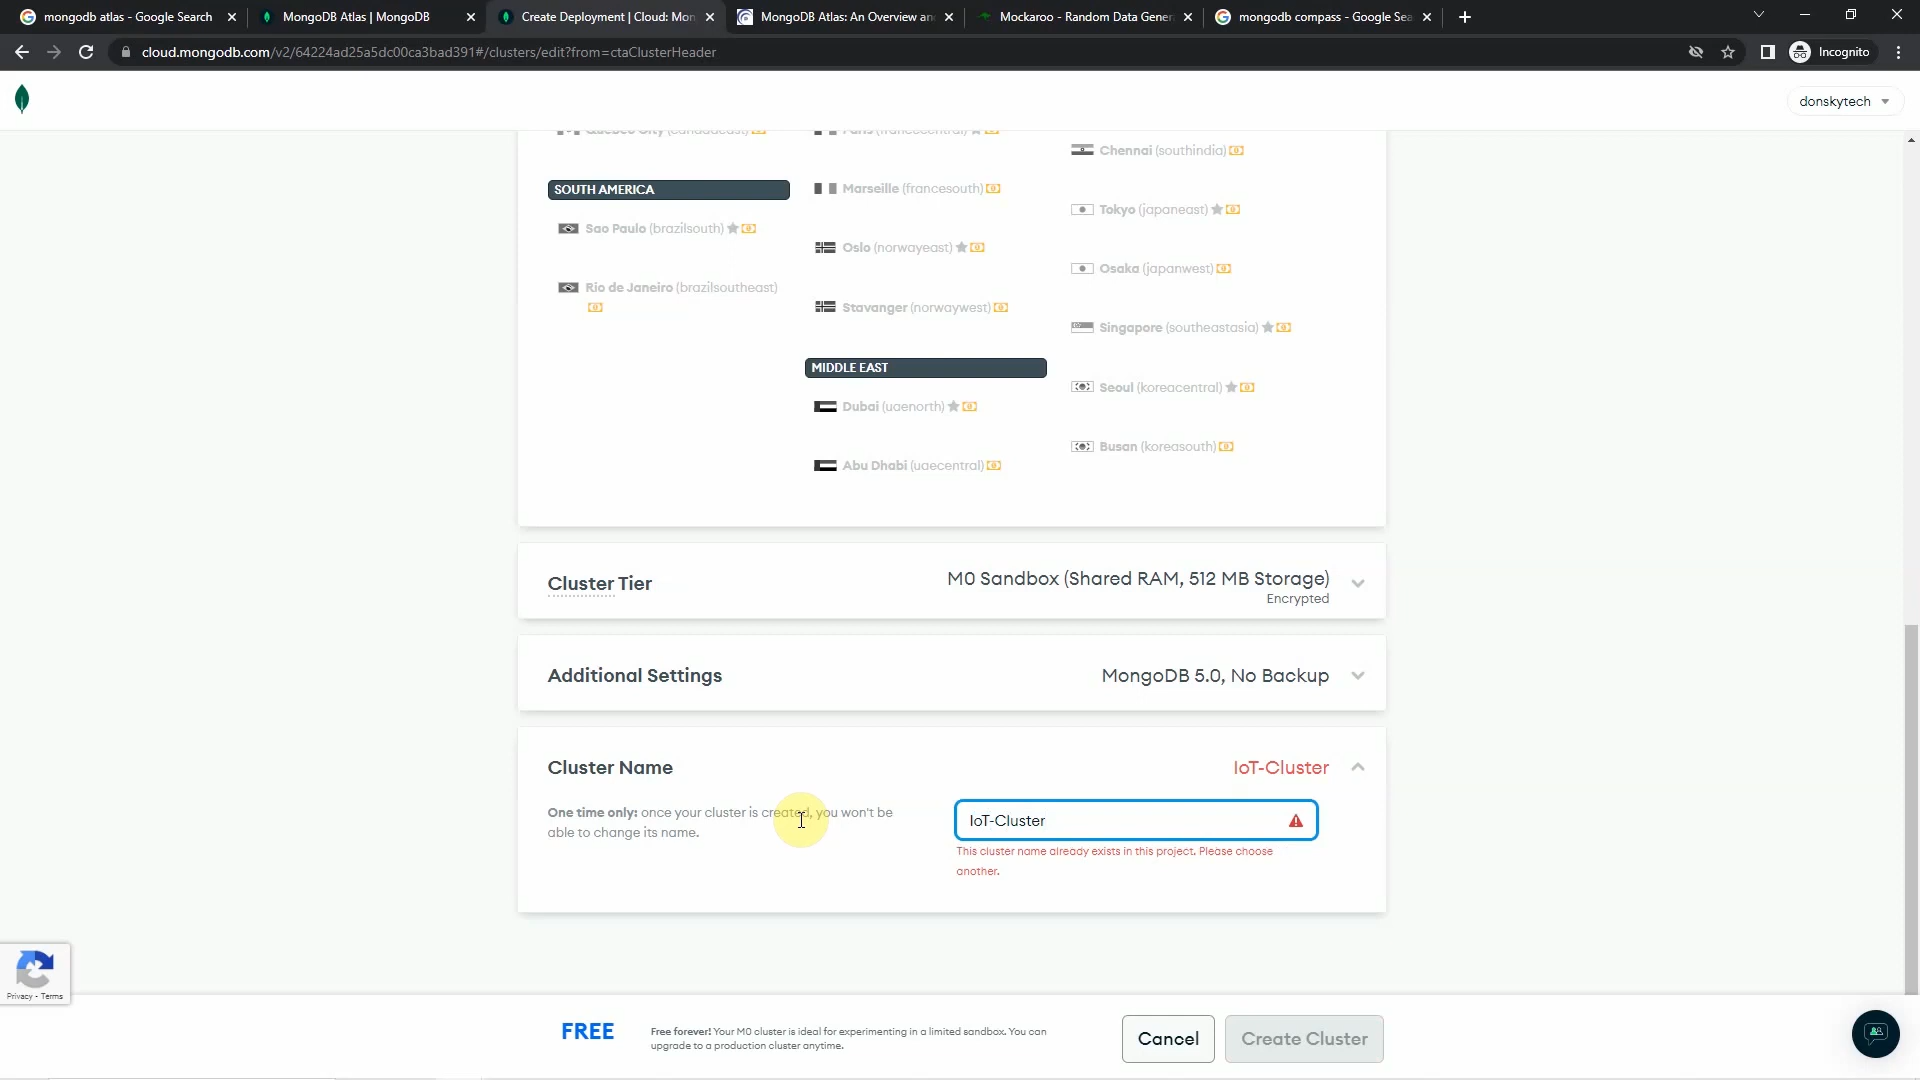 mongodb atlas - Google Search
MongoDB Atlas | MongoDB
Create Deployment | Cloud: Mon
MongoDB Atlas: An Overview an
Mockaroo - Random Data Gener
mongodb compass - Google Sea
cloud.mongodb.com/v2/64224ad25a5dc00ca3bad391#/clusters/edit?from=ctaClusterHeader
Incognito
donskytech
Quebec City (canadaeast)
Paris (francecentral)
Chennai (southindia)
SOUTH AMERICA
Marseille (francesouth)
Tokyo (japaneast)
Sao Paulo (brazilsouth)
Oslo (norwayeast)
Osaka (japanwest)
Rio de Janeiro (brazilsoutheast)
Stavanger (norwaywest)
Singapore (southeastasia)
MIDDLE EAST
Seoul (koreacentral)
Dubai (uaenorth)
Busan (koreasouth)
Abu Dhabi (uaecentral)
Cluster Tier
M0 Sandbox (Shared RAM, 512 MB Storage)
Encrypted
Additional Settings
MongoDB 5.0, No Backup
Cluster Name
IoT-Cluster
One time only: once your cluster is created, you won't be
able to change its name.
IoT-Cluster
This cluster name already exists in this project. Please choose
another.
Privacy - Terms
FREE
Free forever! Your M0 cluster is ideal for experimenting in a limited sandbox. You can
upgrade to a production cluster anytime.
Cancel
Create Cluster